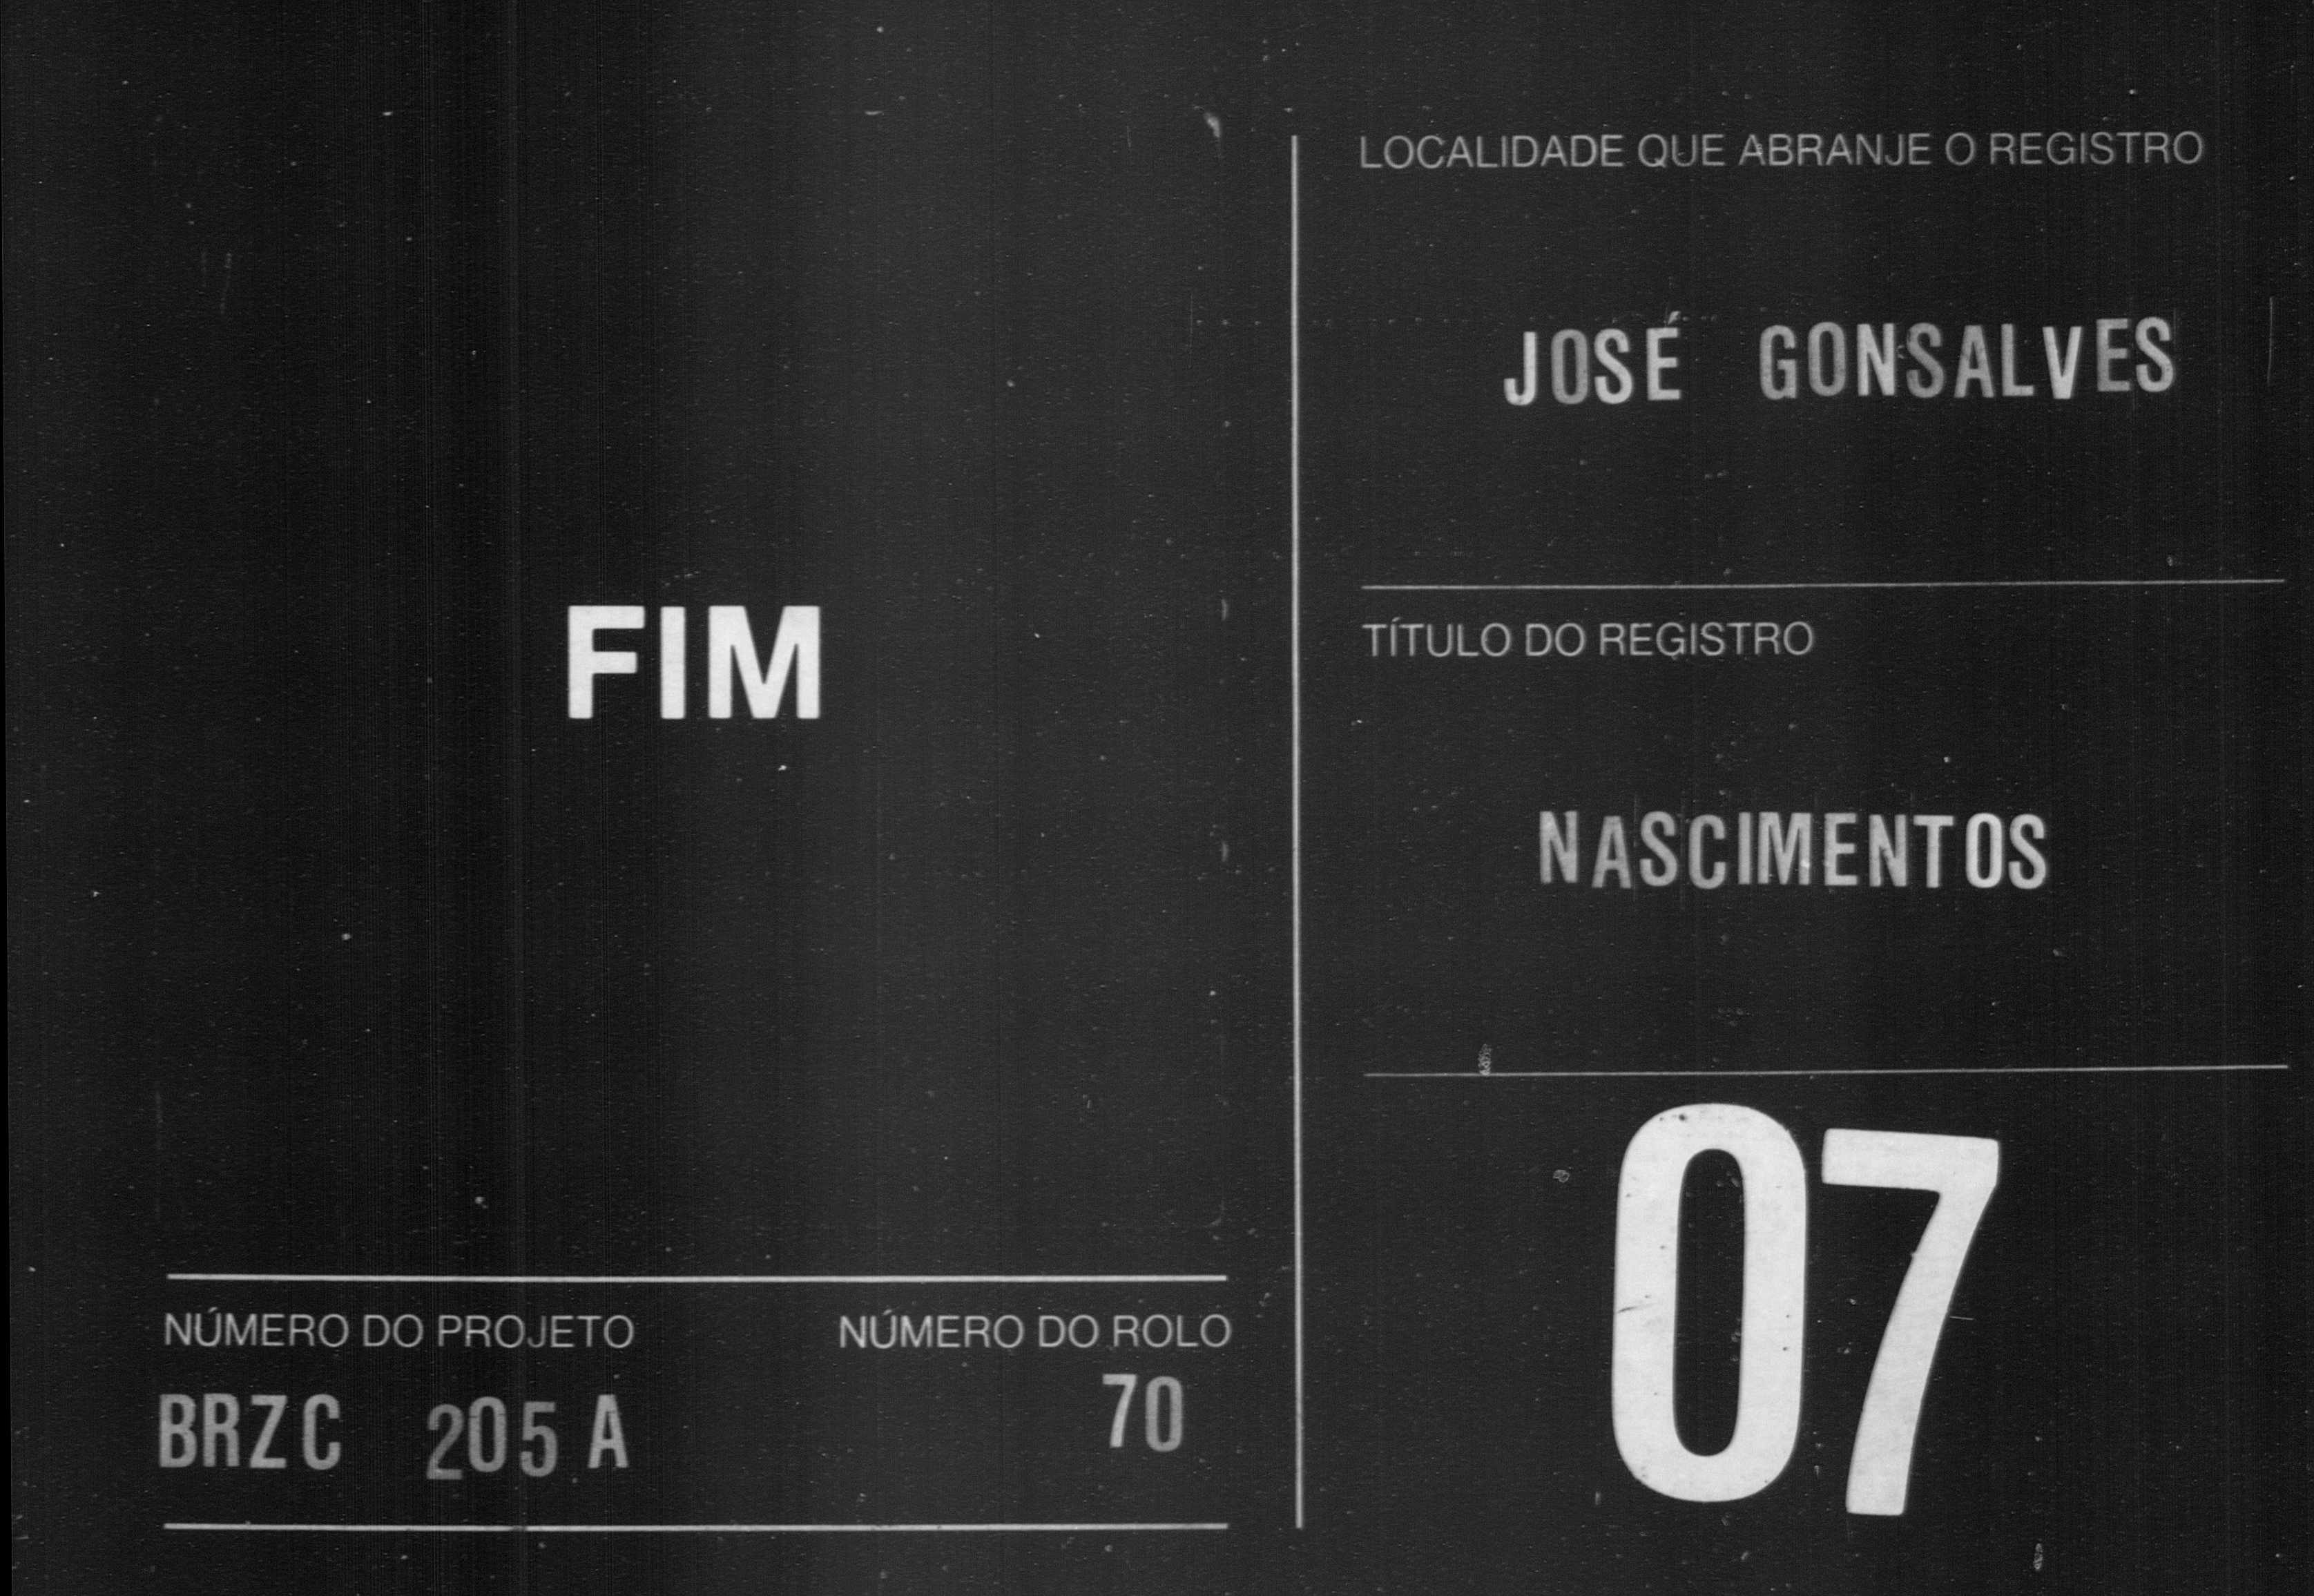 FIM
NÚMERO DO PROJETO
BRZC 205 A
NÚMERO DO ROLO
70
LOCALIDADE QUE ABRANJE O REGISTRO
JOSÉ GONSALVES
TÍTULO DO REGISTRO
NASCIMENTOS
07